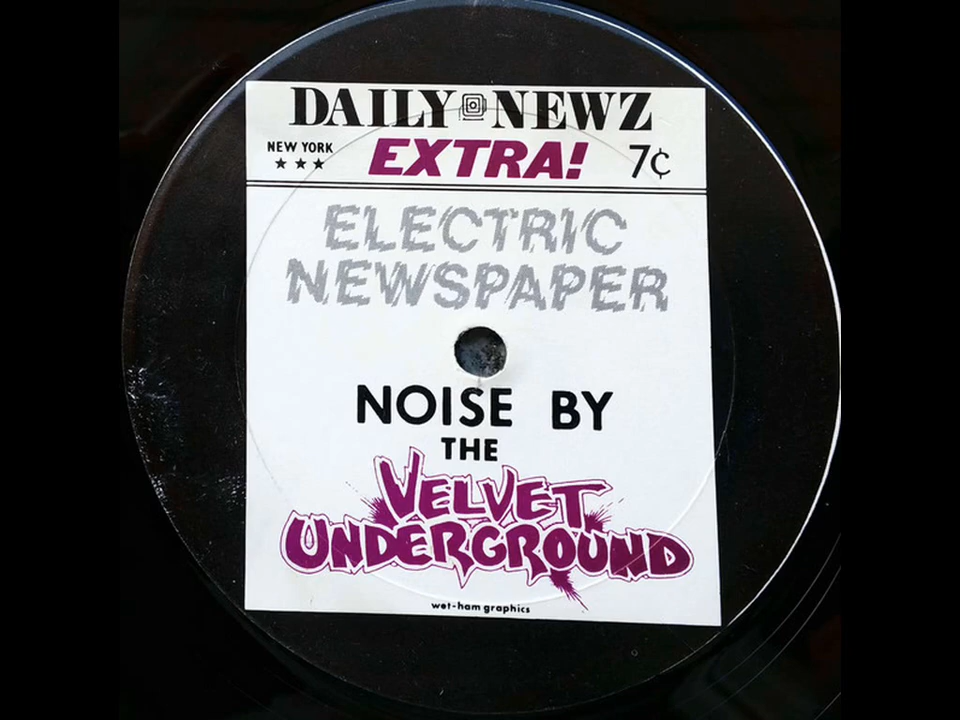 DAILY NEWZ
NEW YORK EXTRA! 7¢
★★★
ELECTRIC
NEWSPAPER
NOISE BY
THE
VELVET
UNDERGROUND
wet-ham graphics